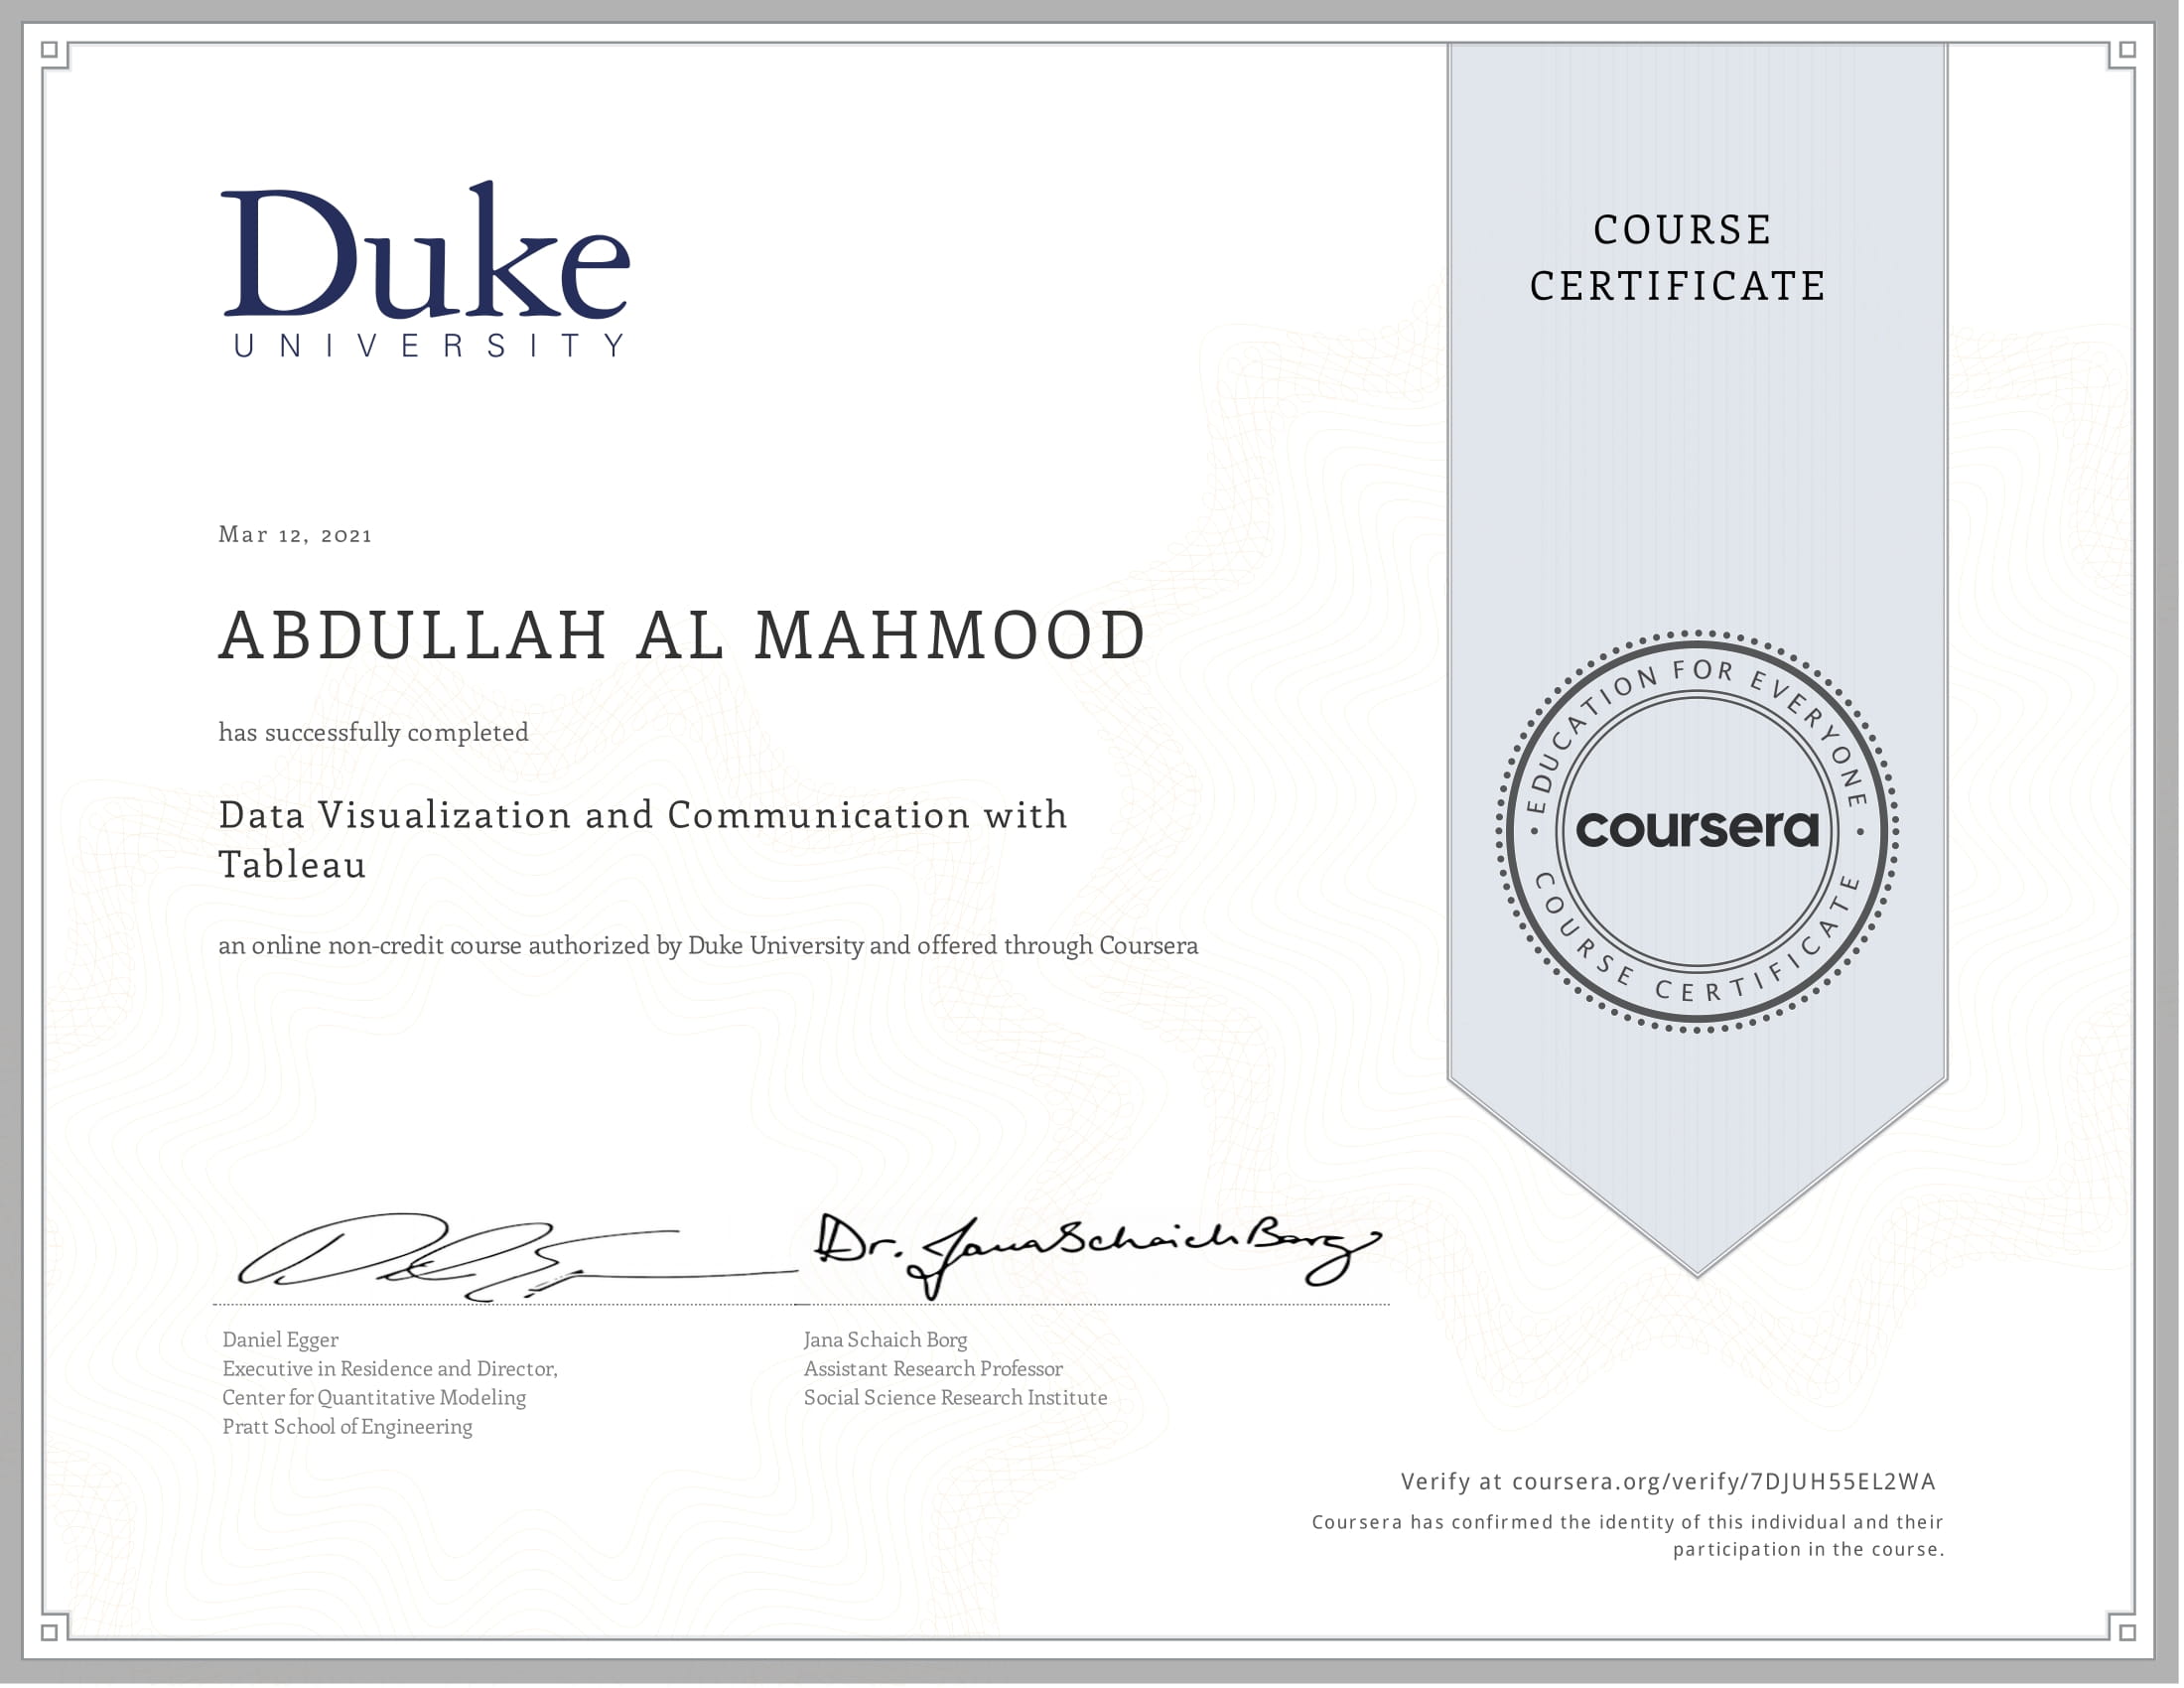 Duke
UNIVERSITY
COURSE
CERTIFICATE
Mar 12, 2021
ABDULLAH AL MAHMOOD
has successfully completed
Data Visualization and Communication with
Tableau
an online non-credit course authorized by Duke University and offered through Coursera
EDUCATION FOR EVERYONE
coursera
COURSE CERTIFICATE
Dr. Jana Schaich Borg
Daniel Egger
Executive in Residence and Director,
Center for Quantitative Modeling
Pratt School of Engineering
Jana Schaich Borg
Assistant Research Professor
Social Science Research Institute
Verify at coursera.org/verify/7DJUH55EL2WA
Coursera has confirmed the identity of this individual and their
participation in the course.